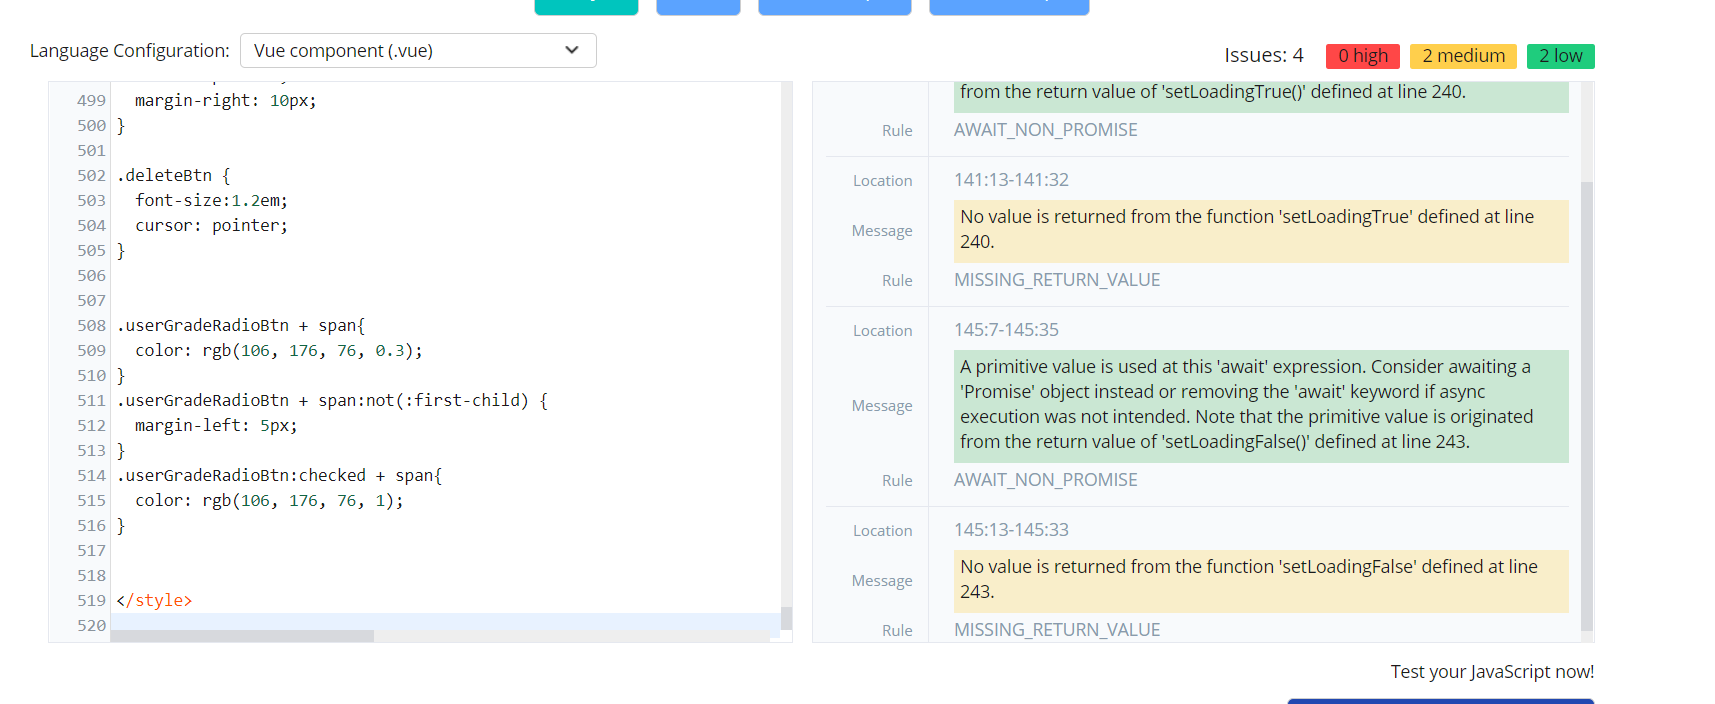 Language Configuration:
Vue component (.vue)
Issues: 4
0 high
2 medium
2 low
499 margin-right: 10px;
500 }
501
502 .deleteBtn {
503 font-size:1.2em;
504 cursor: pointer;
505 }
506
507
508 .userGradeRadioBtn + span{
509 color: rgb(106, 176, 76, 0.3);
510 }
511 .userGradeRadioBtn + span:not(:first-child) {
512 margin-left: 5px;
513 }
514 .userGradeRadioBtn:checked + span{
515 color: rgb(106, 176, 76, 1);
516 }
517
518
519 </style>
520
from the return value of 'setLoadingTrue()' defined at line 240.
Rule AWAIT_NON_PROMISE
Location 141:13-141:32
No value is returned from the function 'setLoadingTrue' defined at line
Message
240.
Rule MISSING_RETURN_VALUE
Location 145:7-145:35
A primitive value is used at this 'await' expression. Consider awaiting a
'Promise' object instead or removing the 'await' keyword if async
Message
execution was not intended. Note that the primitive value is originated
from the return value of 'setLoadingFalse()' defined at line 243.
Rule AWAIT_NON_PROMISE
Location 145:13-145:33
No value is returned from the function 'setLoadingFalse' defined at line
Message
243.
Rule MISSING_RETURN_VALUE
Test your JavaScript now!